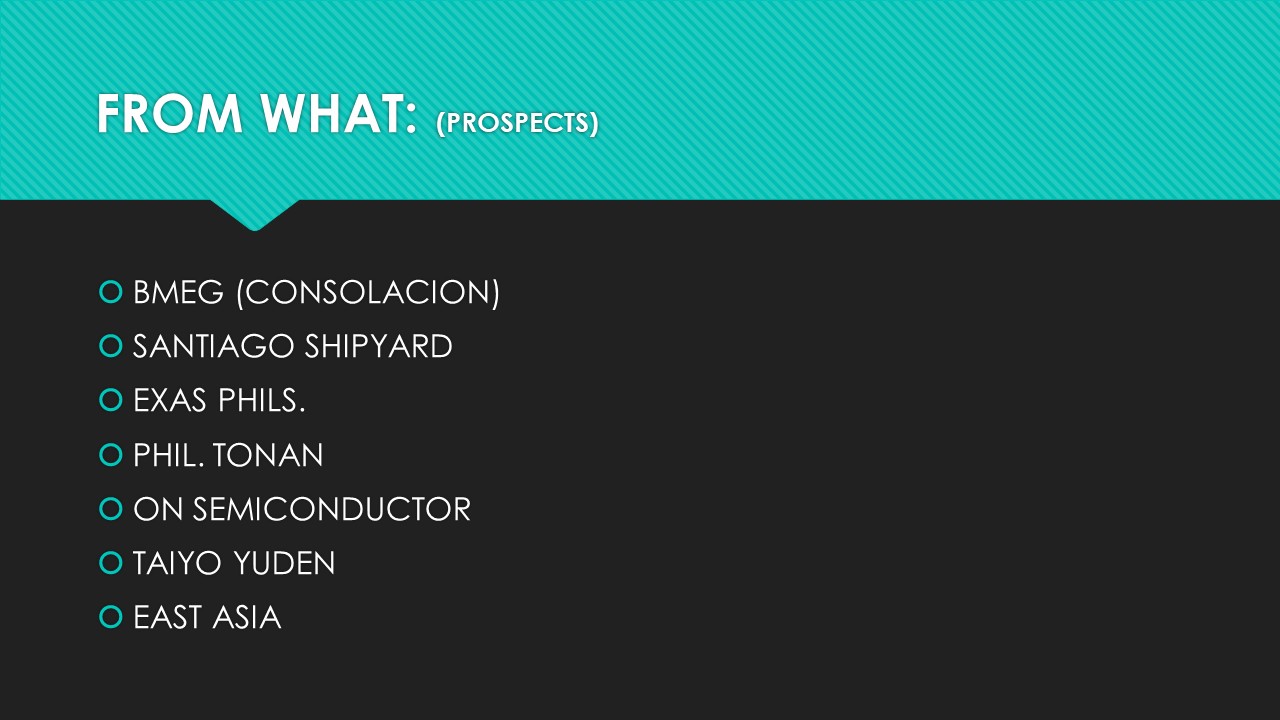 FROM WHAT: (PROSPECTS)
BMEG (CONSOLACION)
SANTIAGO SHIPYARD
EXAS PHILS.
PHIL. TONAN
ON SEMICONDUCTOR
TAIYO YUDEN
EAST ASIA